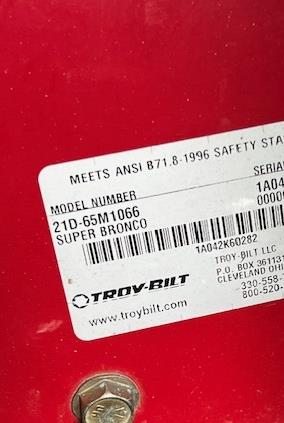 MEETS ANSI B71.8-1996 SAFETY STA
MODEL NUMBER SERIA
21D-65M1066 1A04
SUPER BRONCO 0000
1A042K60282
TROY-BILT TROY-BILT LLC
P.O. BOX 36113
CLEVELAND OHI
330-558-
www.troybilt.com 800-520-